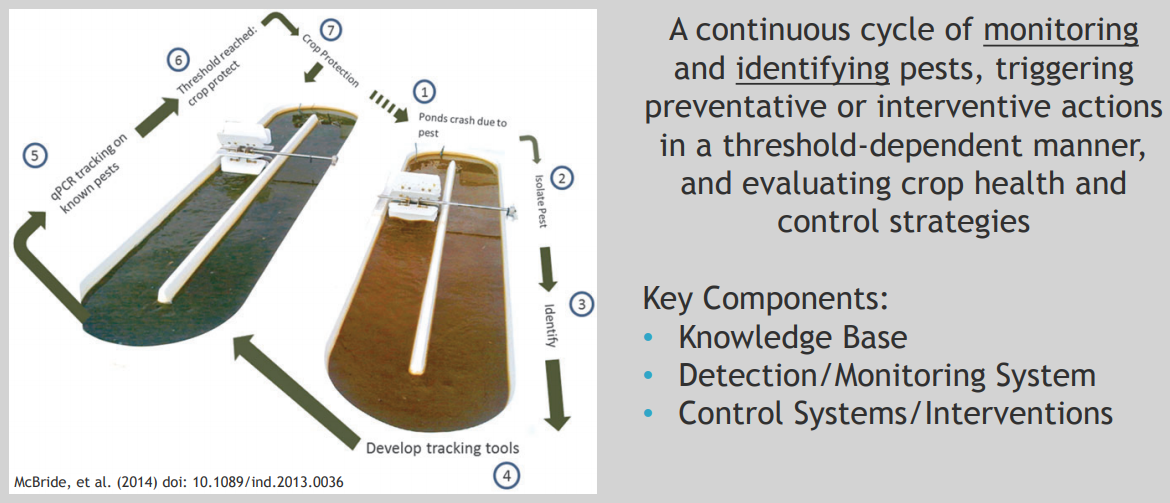 7
Crop Protection
6
Threshold reached:
crop protect
1
Ponds crash due to
pest
5
qPCR tracking on
known pests
2
Isolate Pest
3
Identify
Develop tracking tools
4
McBride, et al. (2014) doi: 10.1089/ind.2013.0036
A continuous cycle of monitoring
and identifying pests, triggering
preventative or interventive actions
in a threshold-dependent manner,
and evaluating crop health and
control strategies
Key Components:
• Knowledge Base
• Detection/Monitoring System
• Control Systems/Interventions